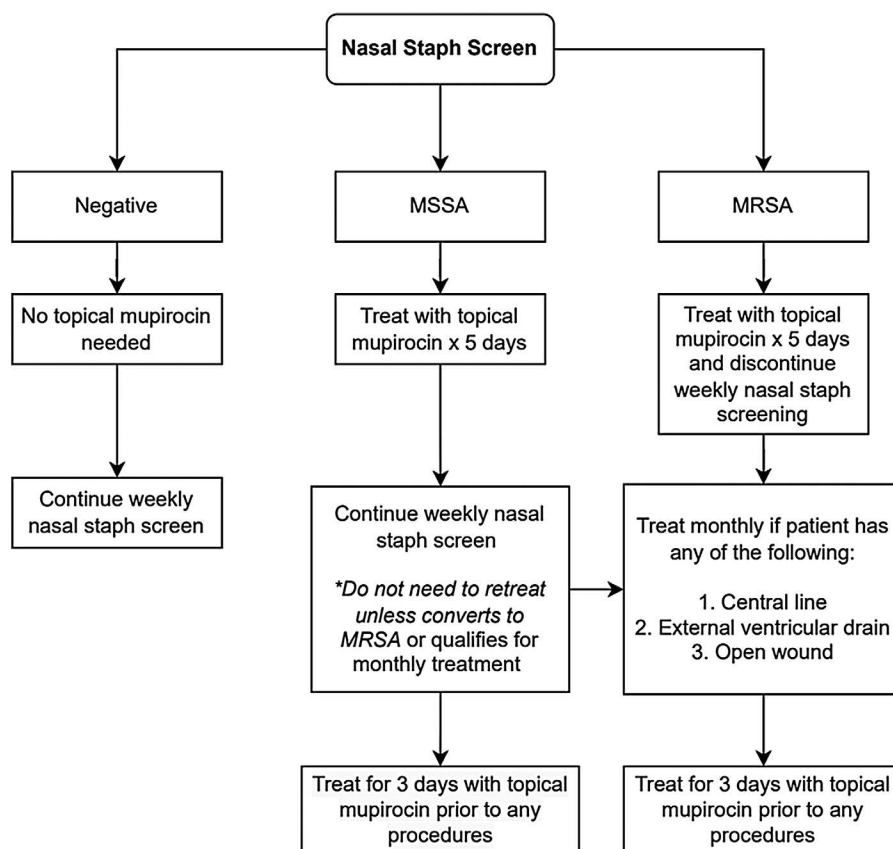 Nasal Staph Screen
Negative
MSSA
MRSA
No topical mupirocin
needed
Treat with topical
mupirocin x 5 days
Treat with topical
mupirocin x 5 days
and discontinue
weekly nasal staph
screening
Continue weekly
nasal staph screen
Continue weekly nasal
staph screen
*Do not need to retreat
unless converts to
MRSA or qualifies for
monthly treatment
Treat monthly if patient has
any of the following:
1. Central line
2. External ventricular drain
3. Open wound
Treat for 3 days with topical
mupirocin prior to any
procedures
Treat for 3 days with topical
mupirocin prior to any
procedures